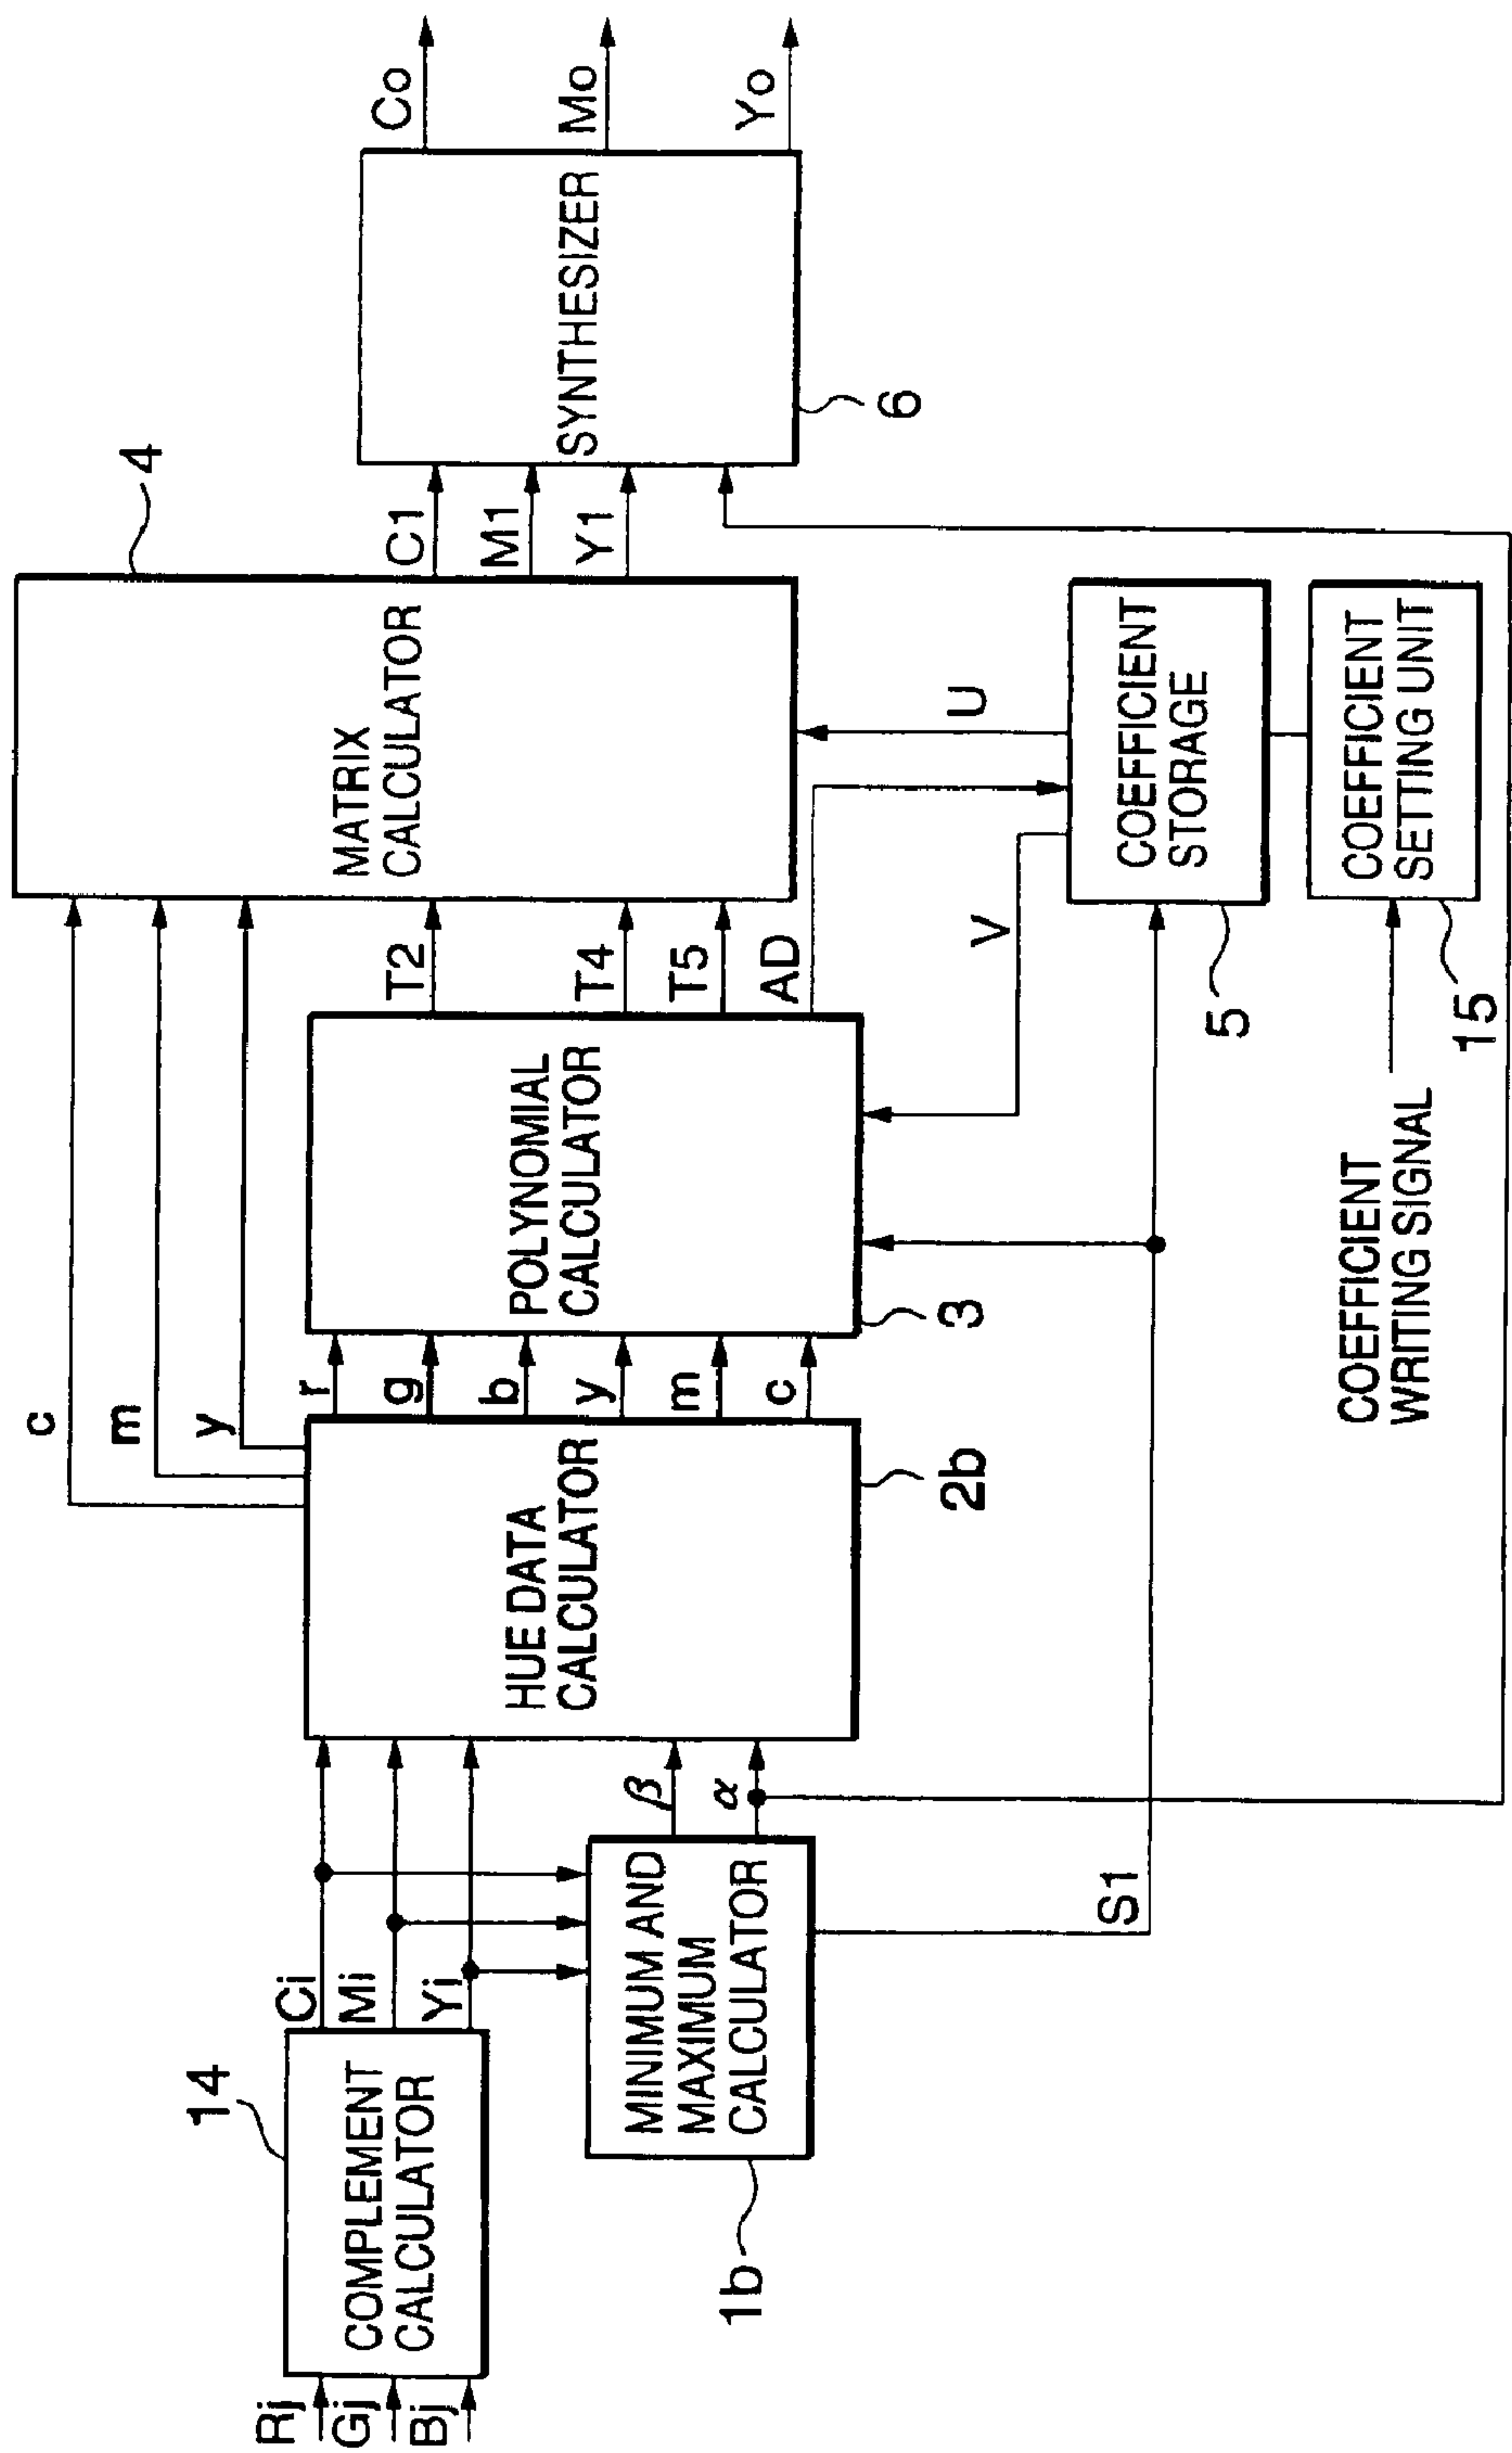 Rj
Gj
Bj
14
COMPLEMENT
CALCULATOR
Ci
Mi
Yi
1b
MINIMUM AND
MAXIMUM
CALCULATOR
β
α
S1
HUE DATA
CALCULATOR
2b
c
m
y
r
g
b
y
m
c
POLYNOMIAL
CALCULATOR
3
T2
T4
T5
AD
V
U
MATRIX
CALCULATOR
4
COEFFICIENT
STORAGE
5
COEFFICIENT
SETTING UNIT
15
COEFFICIENT
WRITING SIGNAL
C1
M1
Y1
SYNTHESIZER
6
Co
Mo
Yo